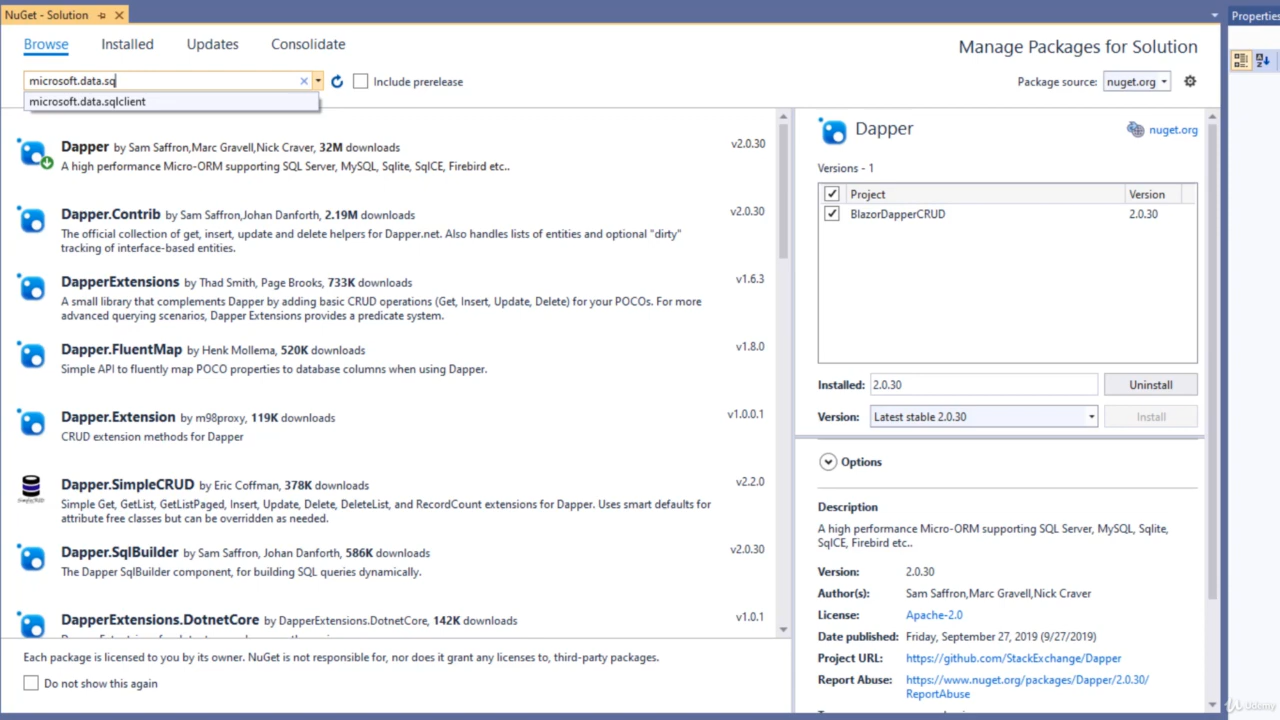 NuGet - Solution
Properties
Browse Installed Updates Consolidate
Manage Packages for Solution
microsoft.data.sq
Include prerelease
Package source: nuget.org
microsoft.data.sqlclient
Dapper by Sam Saffron,Marc Gravell,Nick Craver, 32M downloads
v2.0.30
A high performance Micro-ORM supporting SQL Server, MySQL, Sqlite, SqlCE, Firebird etc..
Dapper.Contrib by Sam Saffron,Johan Danforth, 2.19M downloads
v2.0.30
The official collection of get, insert, update and delete helpers for Dapper.net. Also handles lists of entities and optional "dirty"
tracking of interface-based entities.
DapperExtensions by Thad Smith, Page Brooks, 733K downloads
v1.6.3
A small library that complements Dapper by adding basic CRUD operations (Get, Insert, Update, Delete) for your POCOs. For more
advanced querying scenarios, Dapper Extensions provides a predicate system.
Dapper.FluentMap by Henk Mollema, 520K downloads
v1.8.0
Simple API to fluently map POCO properties to database columns when using Dapper.
Dapper.Extension by m98proxy, 119K downloads
v1.0.0.1
CRUD extension methods for Dapper
Dapper.SimpleCRUD by Eric Coffman, 378K downloads
v2.2.0
Simple Get, GetList, GetListPaged, Insert, Update, Delete, DeleteList, and RecordCount extensions for Dapper. Uses smart defaults for
attribute free classes but can be overridden as needed.
Dapper.SqlBuilder by Sam Saffron, Johan Danforth, 586K downloads
v2.0.30
The Dapper SqlBuilder component, for building SQL queries dynamically.
DapperExtensions.DotnetCore by DapperExtensions.DotnetCore, 142K downloads
v1.0.1
Each package is licensed to you by its owner. NuGet is not responsible for, nor does it grant any licenses to, third-party packages.
Do not show this again
Dapper
nuget.org
Versions - 1
Project Version
BlazorDapperCRUD 2.0.30
Installed: 2.0.30 Uninstall
Version: Latest stable 2.0.30 Install
Options
Description
A high performance Micro-ORM supporting SQL Server, MySQL, Sqlite,
SqlCE, Firebird etc..
Version: 2.0.30
Author(s): Sam Saffron,Marc Gravell,Nick Craver
License: Apache-2.0
Date published: Friday, September 27, 2019 (9/27/2019)
Project URL: https://github.com/StackExchange/Dapper
Report Abuse: https://www.nuget.org/packages/Dapper/2.0.30/
ReportAbuse
Udemy